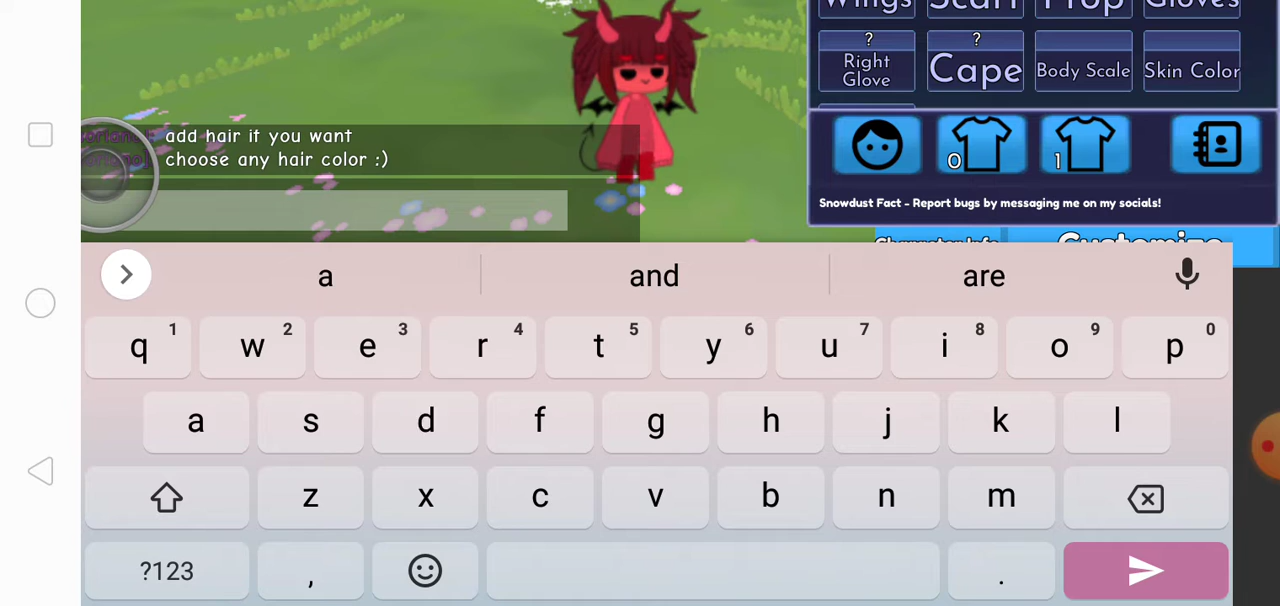 Wings Scarf Prop Gloves
? ?
Right
Glove
Cape
Body Scale
Skin Color
add hair it you want
choose any hair color :)
0 1
Snowdust Fact - Report bugs by messaging me on my socials!
Character Info
Customize
a and are
q 1 w 2 e 3 r 4 t 5 y 6 u 7 i 8 o 9 p 0
a s d f g h j k l
z x c v b n m
?123 , .